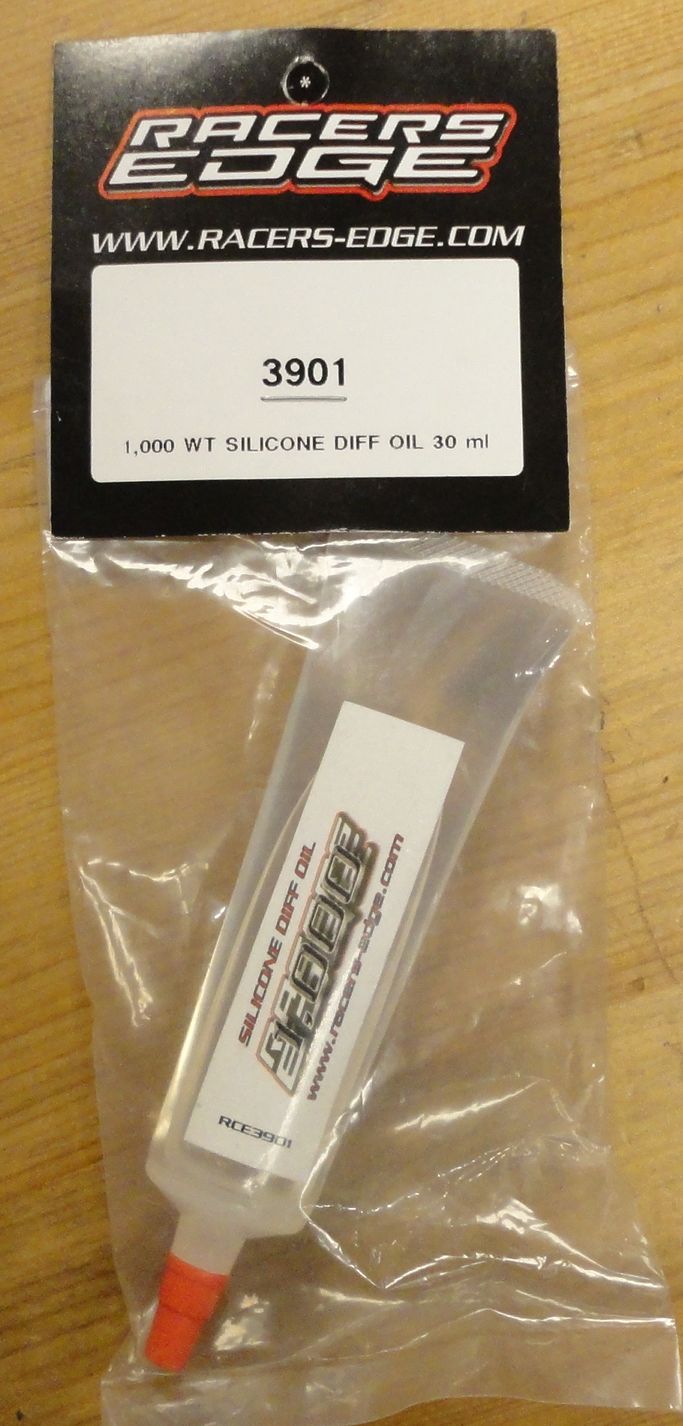 RACERS
EDGE
WWW.RACERS-EDGE.COM
3901
1,000 WT SILICONE DIFF OIL 30 ml
SILICONE DIFF OIL
www.racers-edge.com
RCE3901